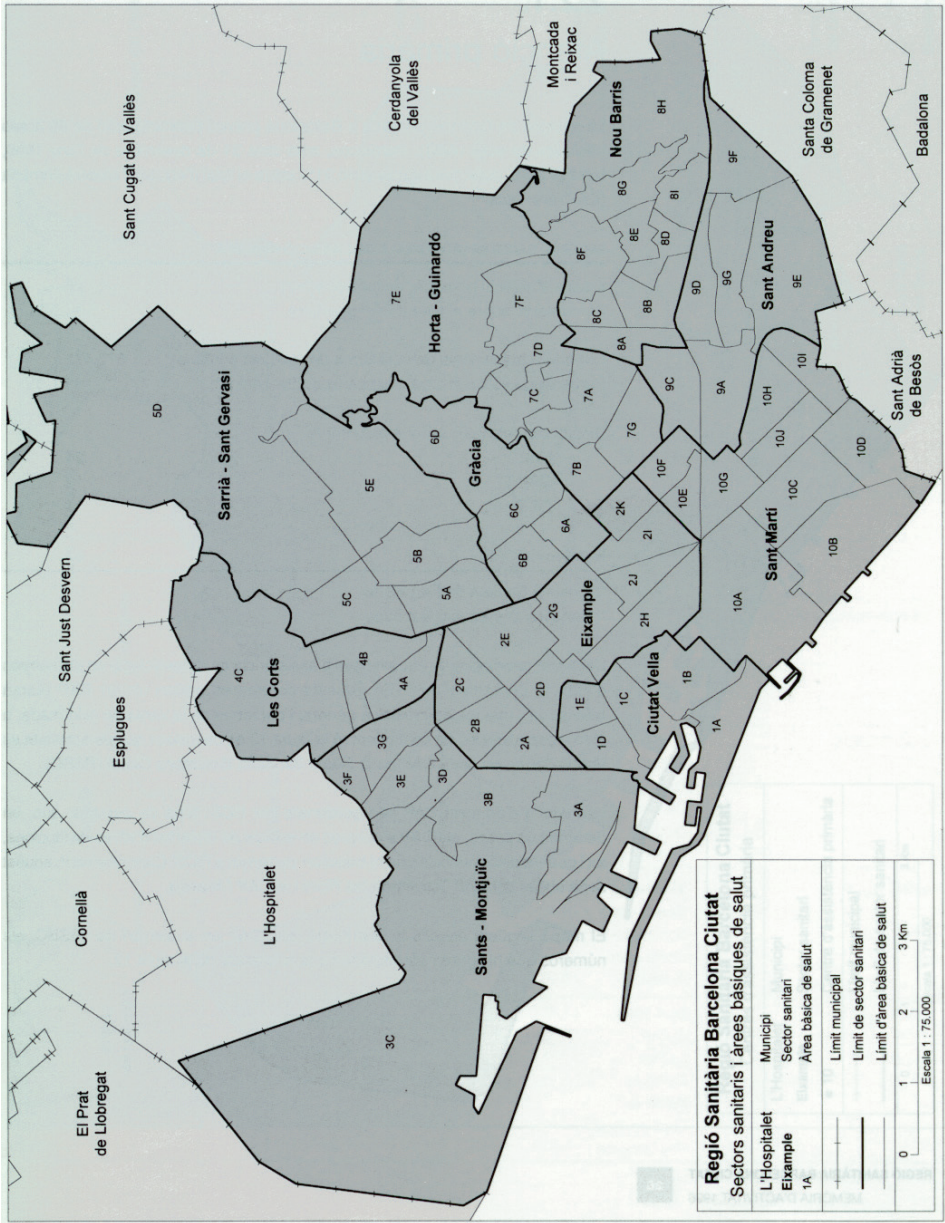 El Prat
de Llobregat
Cornellà
Esplugues
Sant Just Desvern
Sant Cugat del Vallès
5D
L'Hospitalet
4C
Sarrià - Sant Gervasi
Les Corts
3F
4B
5C
5E
7E
Cerdanyola
del Vallès
3C
3G
3E
3D
4A
5A
5B
6D
Horta - Guinardó
Gràcia
7F
Sants - Montjuïc
3B
2C
2B
2E
6B
6C
6A
7C
7D
Montcada
i Reixac
3A
2A
2D
2G
Eixample
7B
7A
8F
8C
8G
Nou Barris
1E
1D
1C
2J
2H
2K
2I
7G
8A
8B
8E
8D
8I
8H
Ciutat Vella
1B
1A
10F
10E
9C
9D
9F
10A
10G
9A
9G
Sant Martí
10H
Sant Andreu
10C
10J
10I
9E
10B
10D
Santa Coloma
de Gramenet
Sant Adrià
de Besòs
Badalona
Regió Sanitària Barcelona Ciutat
Sectors sanitaris i àrees bàsiques de salut
L'Hospitalet Municipi
Eixample Sector sanitari
1A Àrea bàsica de salut
Límit municipal
Límit de sector sanitari
Límit d'àrea bàsica de salut
0 1 2 3 Km
Escala 1 : 75.000